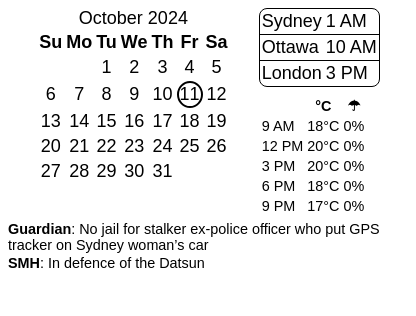 October 2024
Su Mo Tu We Th Fr Sa
1 2 3 4 5
6 7 8 9 10 11 12
13 14 15 16 17 18 19
20 21 22 23 24 25 26
27 28 29 30 31
Sydney 1 AM
Ottawa 10 AM
London 3 PM
°C ☂
9 AM 18°C 0%
12 PM 20°C 0%
3 PM 20°C 0%
6 PM 18°C 0%
9 PM 17°C 0%
Guardian: No jail for stalker ex-police officer who put GPS
tracker on Sydney woman’s car
SMH: In defence of the Datsun